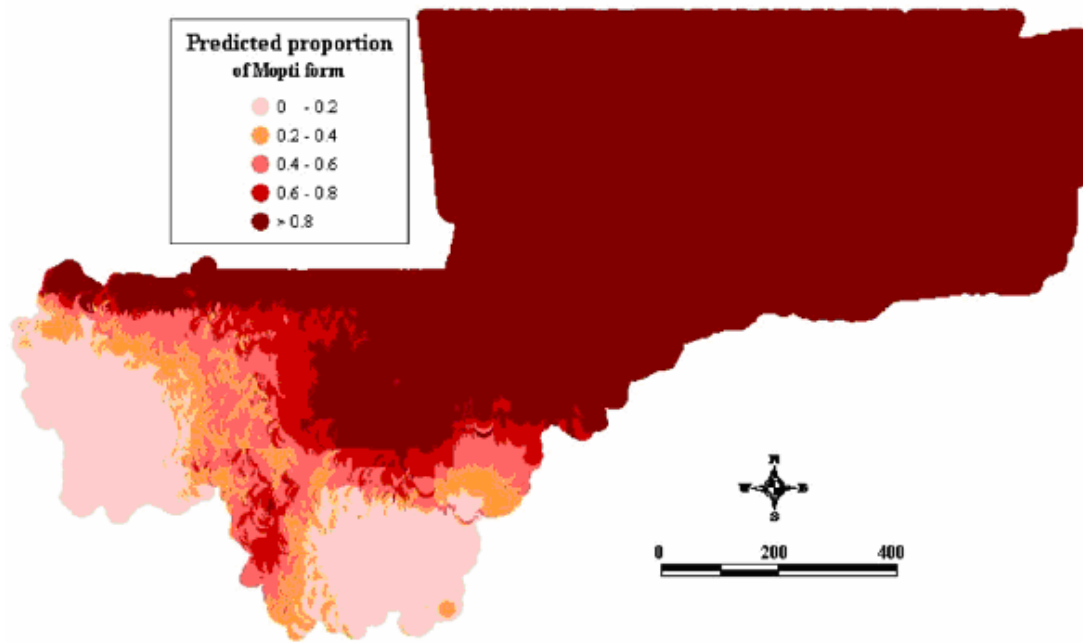 Predicted proportion
of Mopti form
0 - 0.2
0.2 - 0.4
0.4 - 0.6
0.6 - 0.8
> 0.8
N
W E
S
0 200 400